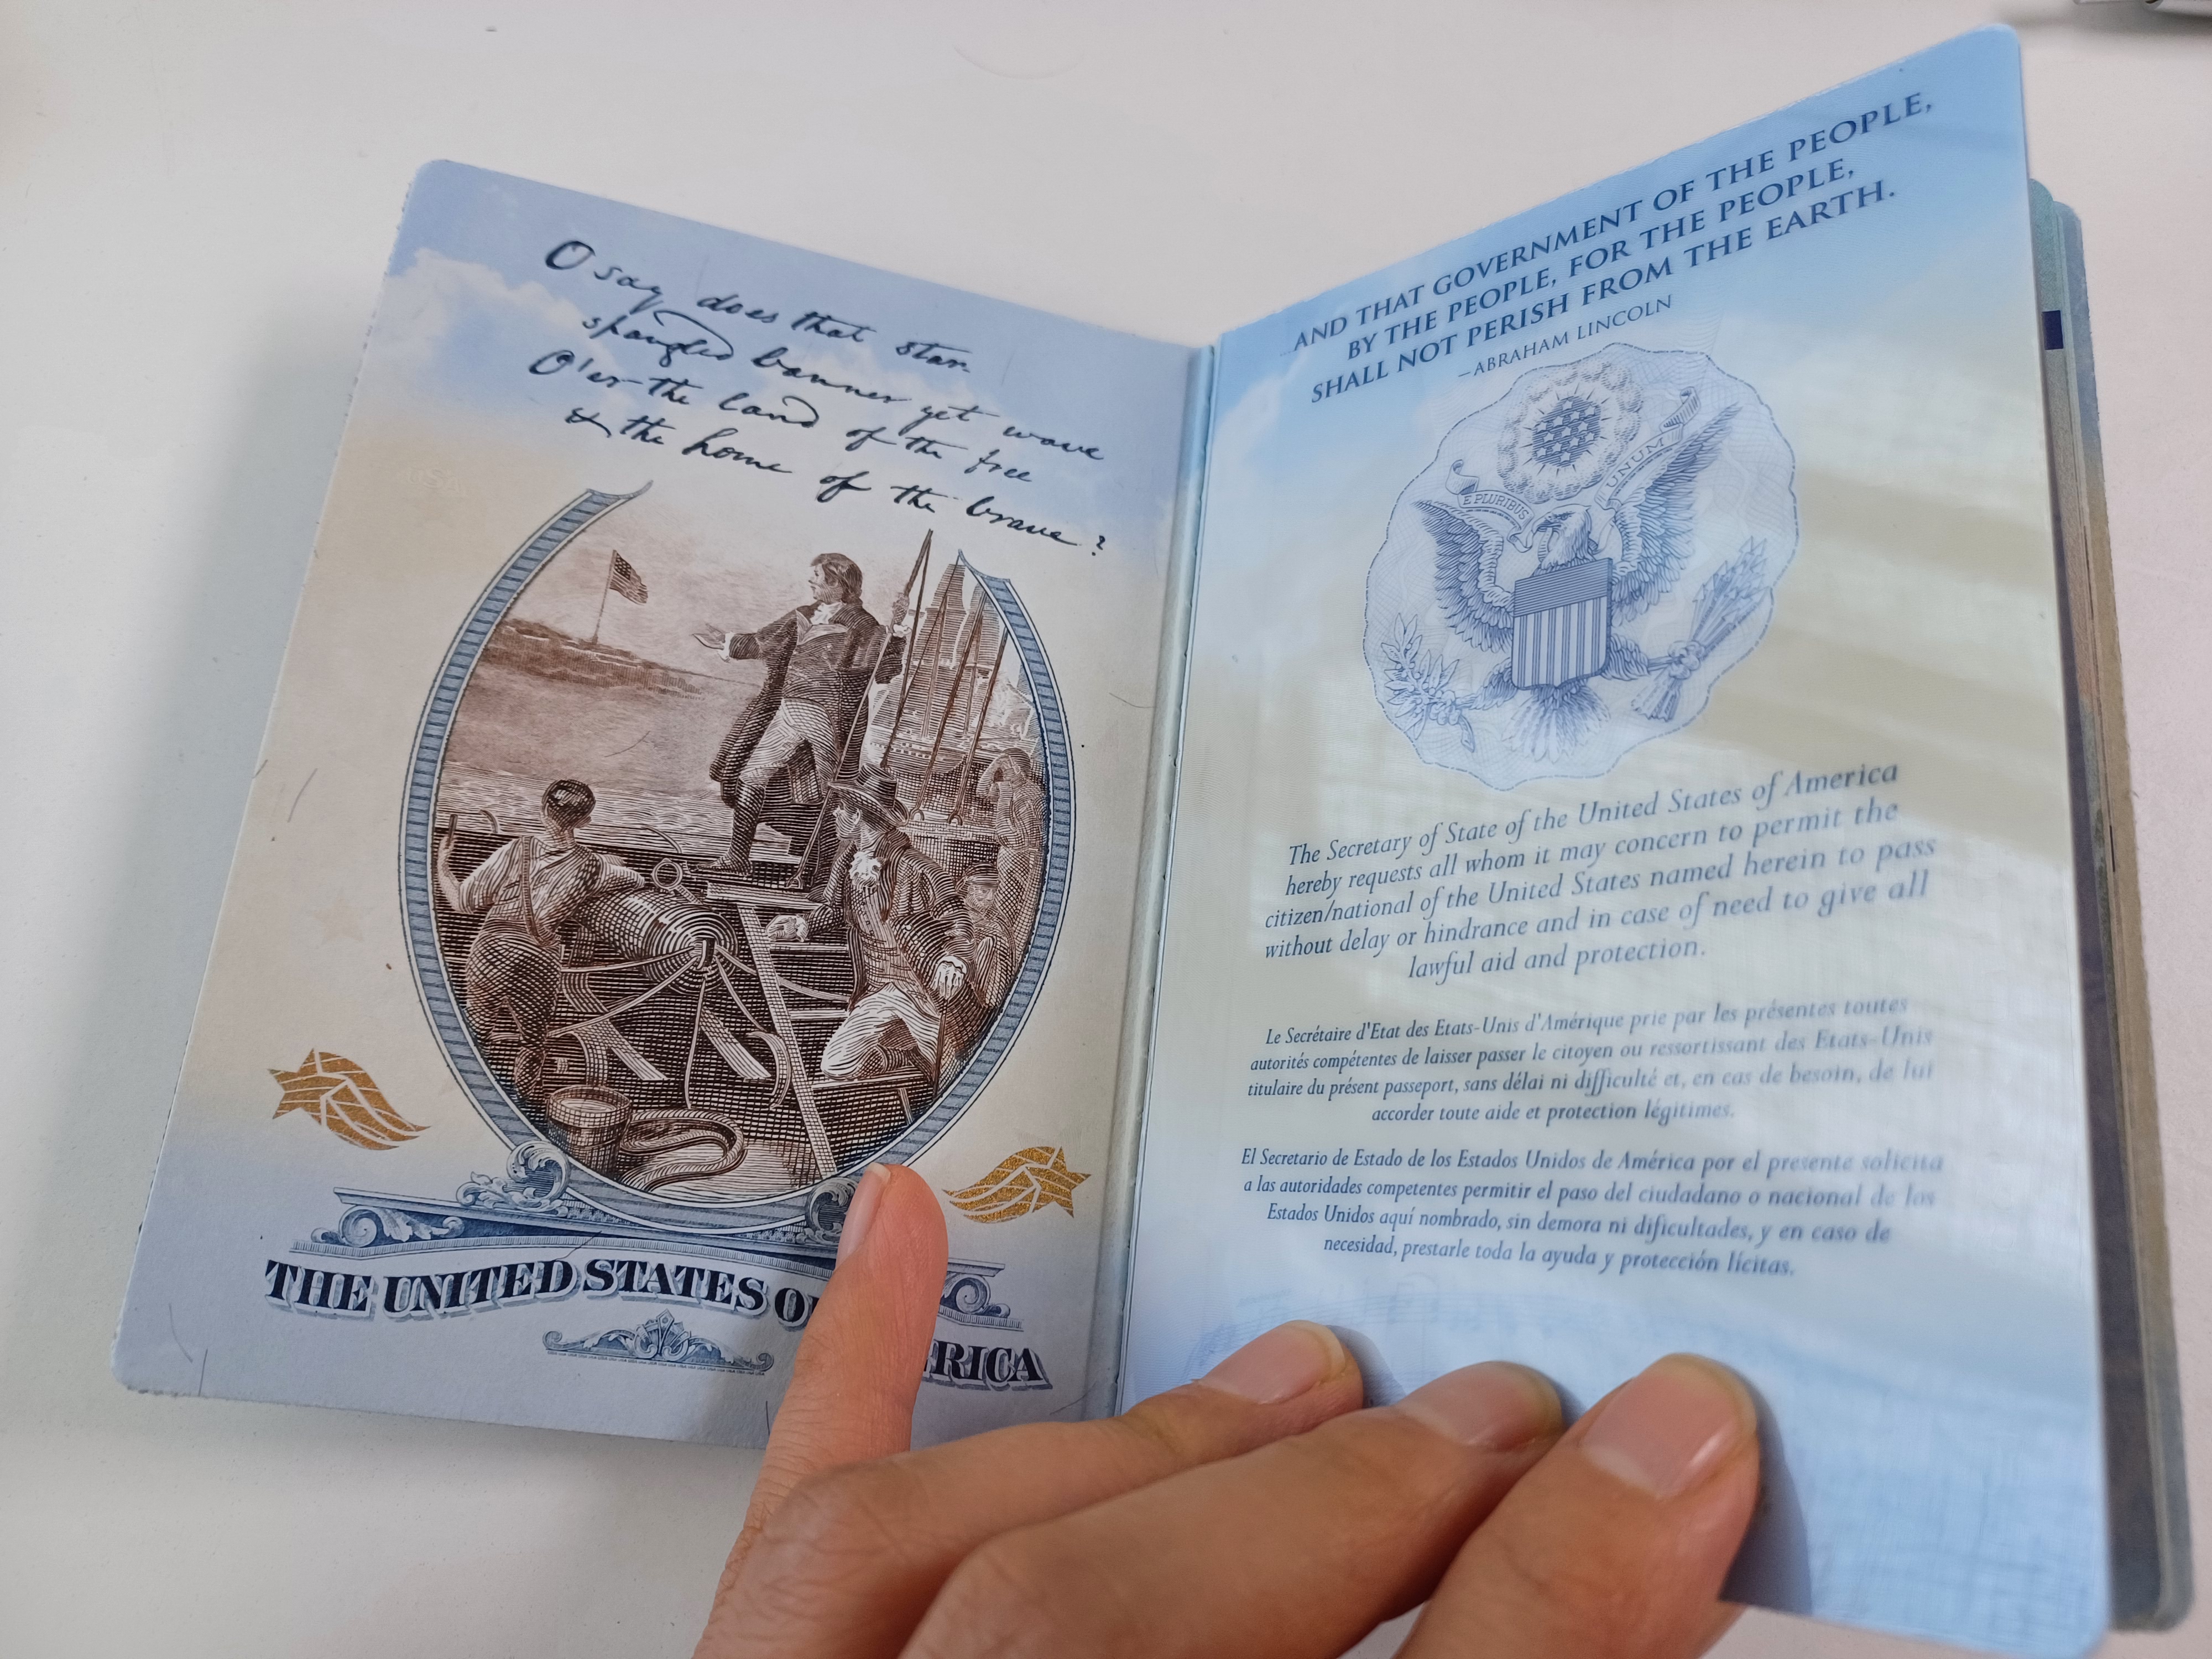 O say does that star
spangled banner yet wave
O'er the land of the free
& the home of the brave?
THE UNITED STATES O RICA
...AND THAT GOVERNMENT OF THE PEOPLE,
BY THE PEOPLE, FOR THE PEOPLE,
SHALL NOT PERISH FROM THE EARTH.
–ABRAHAM LINCOLN
E PLURIBUS UNUM
The Secretary of State of the United States of America
hereby requests all whom it may concern to permit the
citizen/national of the United States named herein to pass
without delay or hindrance and in case of need to give all
lawful aid and protection.
Le Secrétaire d'Etat des Etats-Unis d'Amérique prie par les présentes toutes
autorités compétentes de laisser passer le citoyen ou ressortissant des Etats-Unis
titulaire du présent passeport, sans délai ni difficulté et, en cas de besoin, de lui
accorder toute aide et protection légitimes.
El Secretario de Estado de los Estados Unidos de América por el presente solicita
a las autoridades competentes permitir el paso del ciudadano o nacional de los
Estados Unidos aquí nombrado, sin demora ni dificultades, y en caso de
necesidad, prestarle toda la ayuda y protección lícitas.